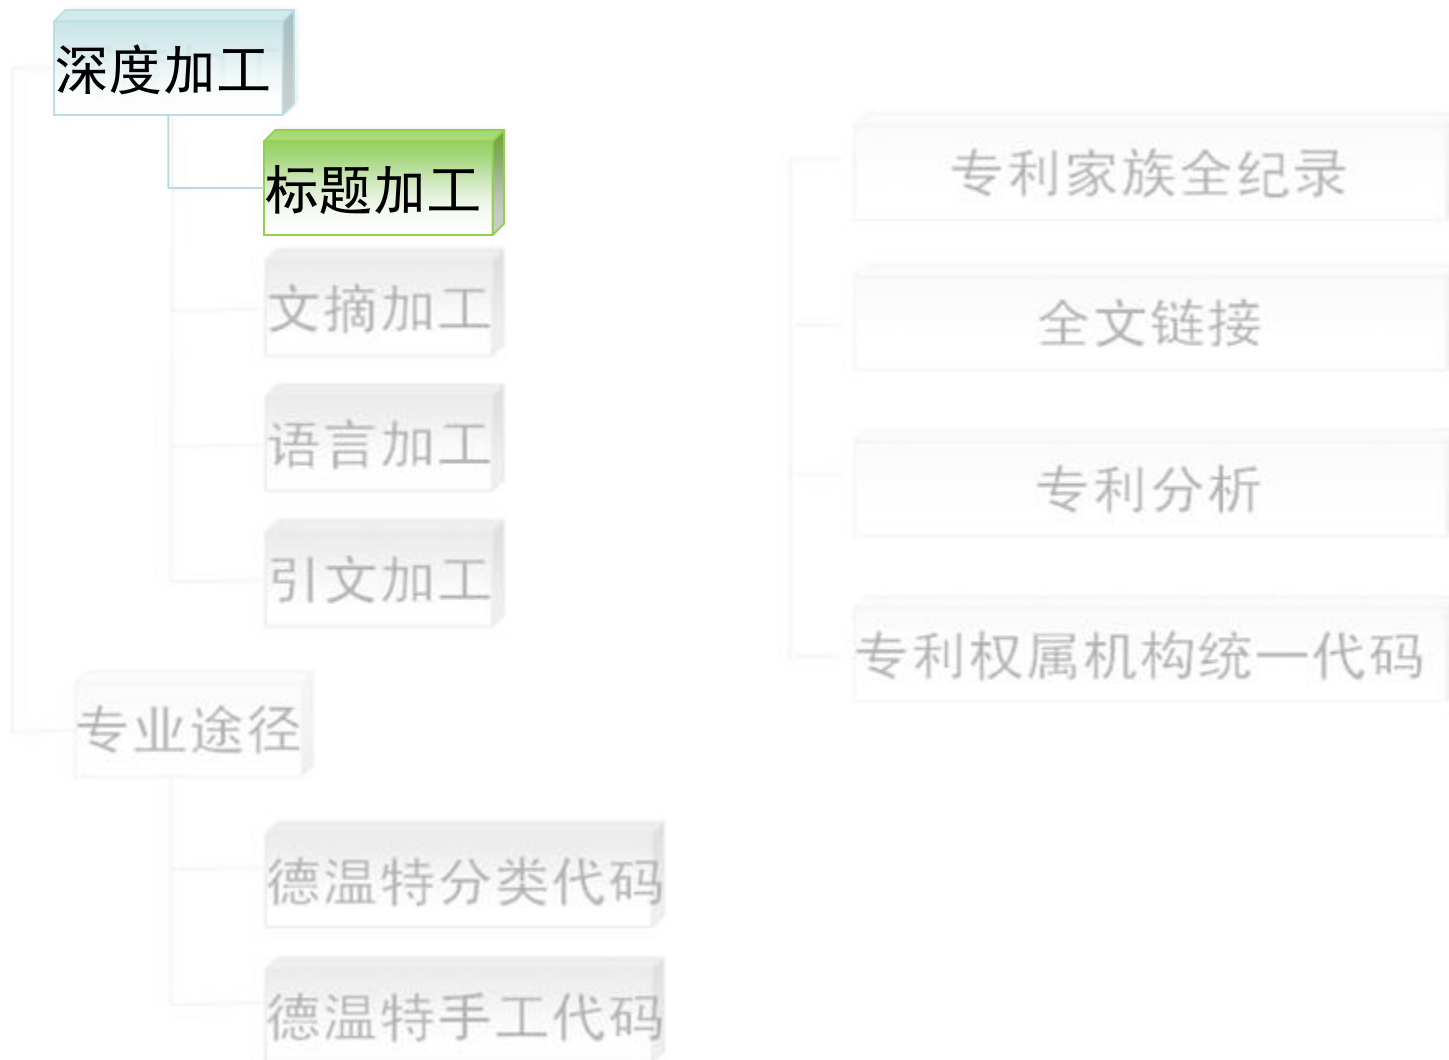 深度加工
标题加工
文摘加工
语言加工
引文加工
专业途径
德温特分类代码
德温特手工代码
专利家族全纪录
全文链接
专利分析
专利权属机构统一代码